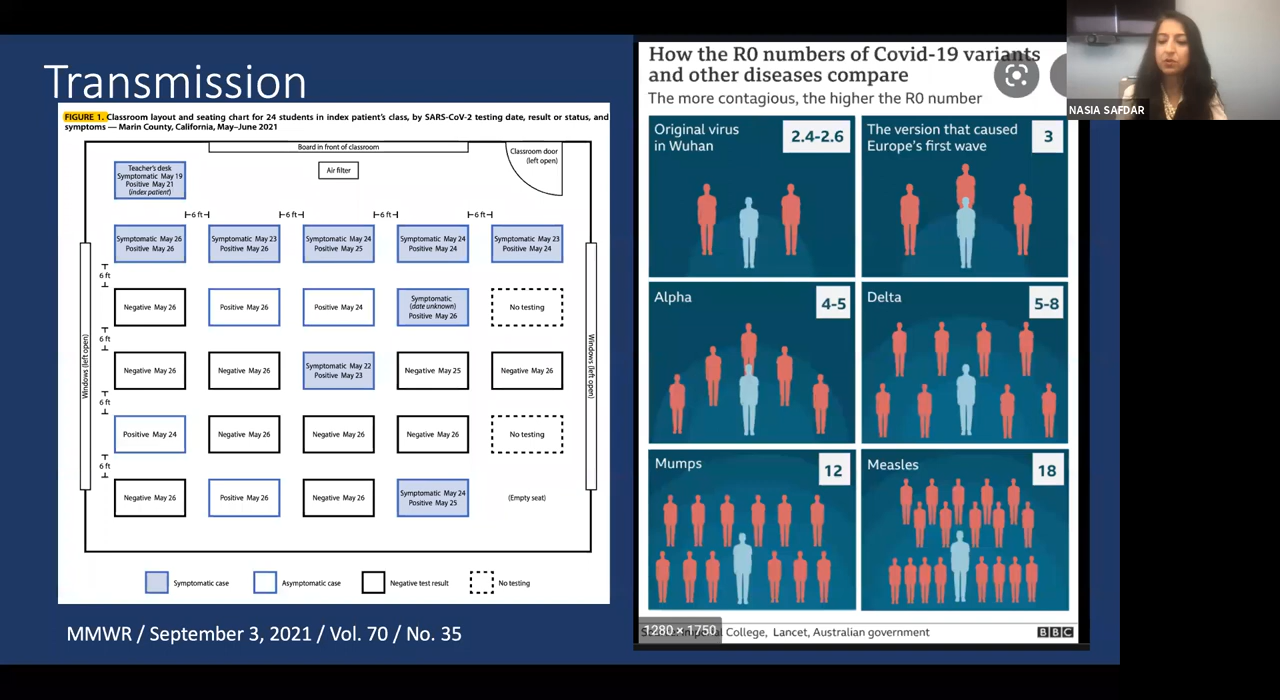 Transmission
FIGURE 1. Classroom layout and seating chart for 24 students in index patient's class, by SARS-CoV-2 testing date, result or status, and
symptoms — Marin County, California, May–June 2021
Board in front of classroom
Classroom door
(left open)
Teacher's desk
Symptomatic May 19
Positive May 21
(index patient)
Air filter
6 ft
6 ft
6 ft
6 ft
Symptomatic May 26
Positive May 26
Symptomatic May 23
Positive May 26
Symptomatic May 24
Positive May 25
Symptomatic May 24
Positive May 24
Symptomatic May 23
Positive May 24
6 ft
Negative May 26
Positive May 26
Positive May 24
Symptomatic
(date unknown)
Positive May 26
No testing
6 ft
Windows (left open)
Windows (left open)
Negative May 26
Negative May 26
Symptomatic May 22
Positive May 23
Negative May 25
Negative May 26
6 ft
Positive May 24
Negative May 26
Negative May 26
Negative May 26
No testing
6 ft
Negative May 26
Positive May 26
Negative May 26
Symptomatic May 24
Positive May 25
(Empty seat)
Symptomatic case
Asymptomatic case
Negative test result
No testing
MMWR / September 3, 2021 / Vol. 70 / No. 35
How the R0 numbers of Covid-19 variants
and other diseases compare
The more contagious, the higher the R0 number
Original virus
in Wuhan
2.4-2.6
The version that caused
Europe's first wave
3
Alpha
4-5
Delta
5-8
Mumps
12
Measles
18
1280 × 1750
College, Lancet, Australian government
BBC
NASIA SAFDAR